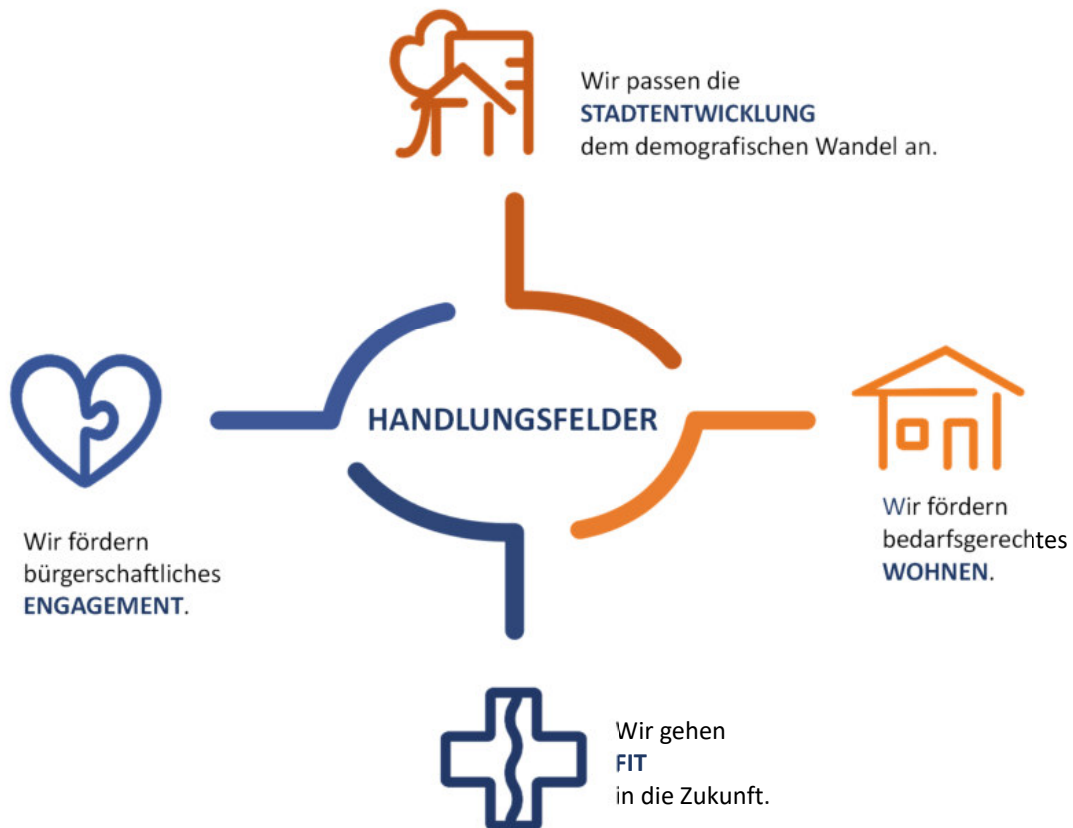 Wir passen die
STADTENTWICKLUNG
dem demografischen Wandel an.
HANDLUNGSFELDER
Wir fördern
bedarfsgerechtes
WOHNEN.
Wir fördern
bürgerschaftliches
ENGAGEMENT.
Wir gehen
FIT
in die Zukunft.